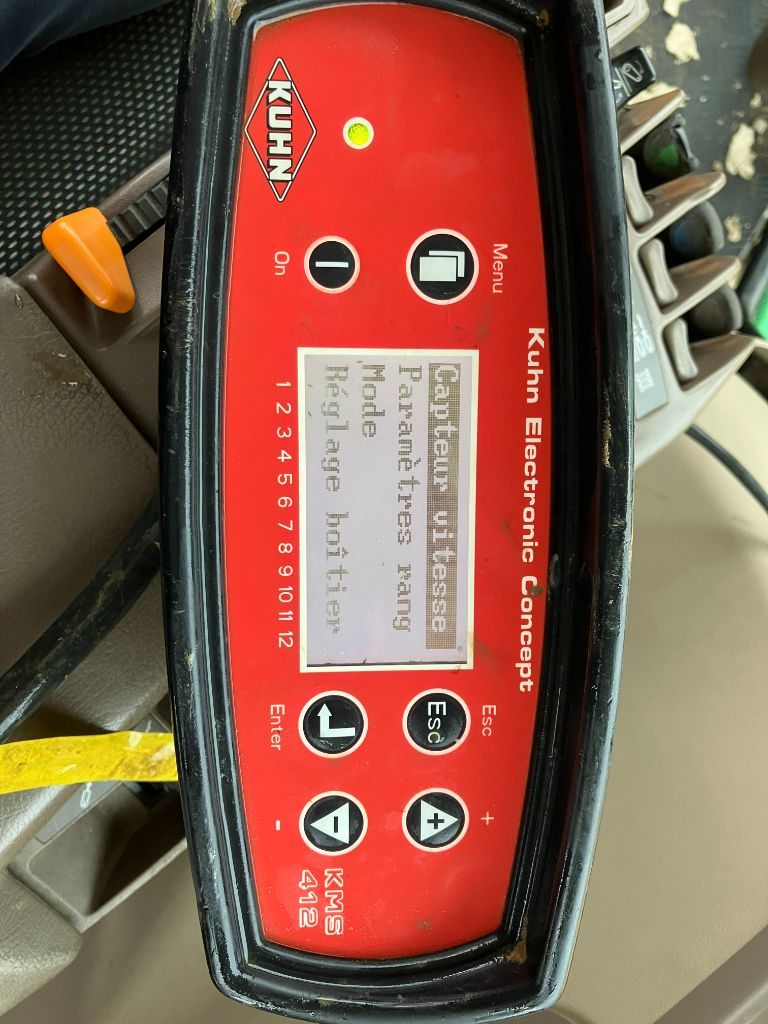 Kuhn Electronic Concept
KUHN
Menu
On
Capteur vitesse
Paramètres rang
Mode
Réglage boîtier
1 2 3 4 5 6 7 8 9 10 11 12
Esc
Esc
+
+
Enter
-
-
KMS
412